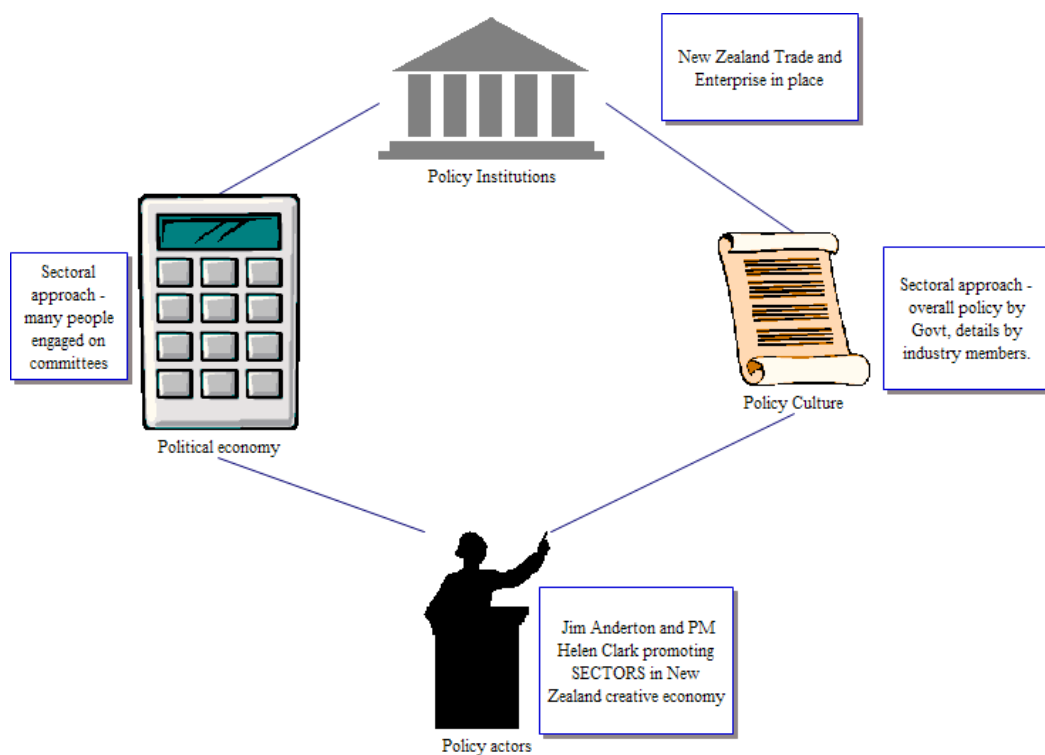 New Zealand Trade and
Enterprise in place
Policy Institutions
Sectoral
approach -
many people
engaged on
committees
Sectoral approach -
overall policy by
Govt, details by
industry members.
Policy Culture
Political economy
Jim Anderton and PM
Helen Clark promoting
SECTORS in New
Zealand creative economy
Policy actors